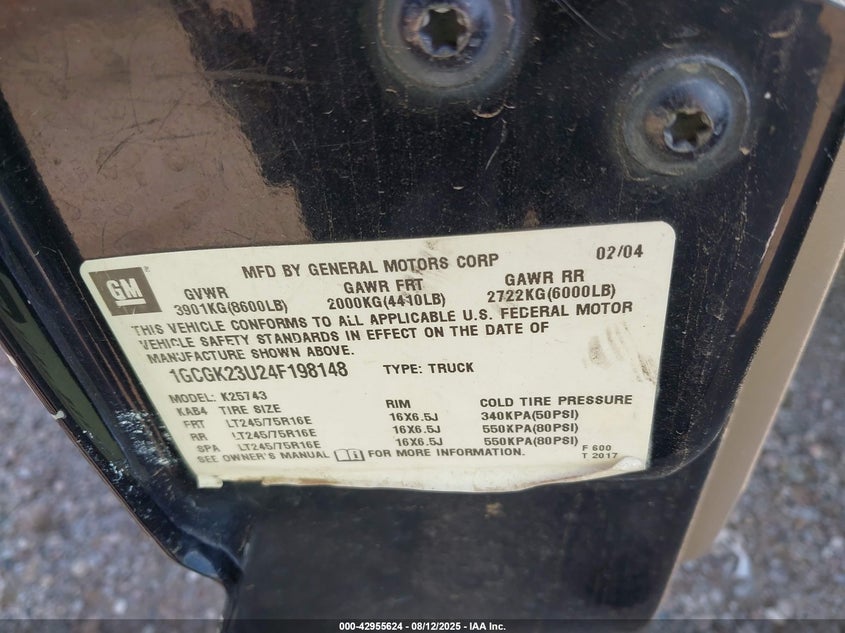 GM
MFD BY GENERAL MOTORS CORP 02/04
GVWR GAWR FRT GAWR RR
3901KG(8600LB) 2000KG(4410LB) 2722KG(6000LB)
THIS VEHICLE CONFORMS TO ALL APPLICABLE U.S. FEDERAL MOTOR
VEHICLE SAFETY STANDARDS IN EFFECT ON THE DATE OF
MANUFACTURE SHOWN ABOVE.
1GCGK23U24F198148 TYPE: TRUCK
MODEL: K25743
KAB4 TIRE SIZE RIM COLD TIRE PRESSURE
FRT LT245/75R16E 16X6.5J 340KPA(50PSI)
RR LT245/75R16E 16X6.5J 550KPA(80PSI)
SPA LT245/75R16E 16X6.5J 550KPA(80PSI)
SEE OWNER'S MANUAL FOR MORE INFORMATION.
F 600
T 2017
000-42955624 - 08/12/2025 - IAA Inc.